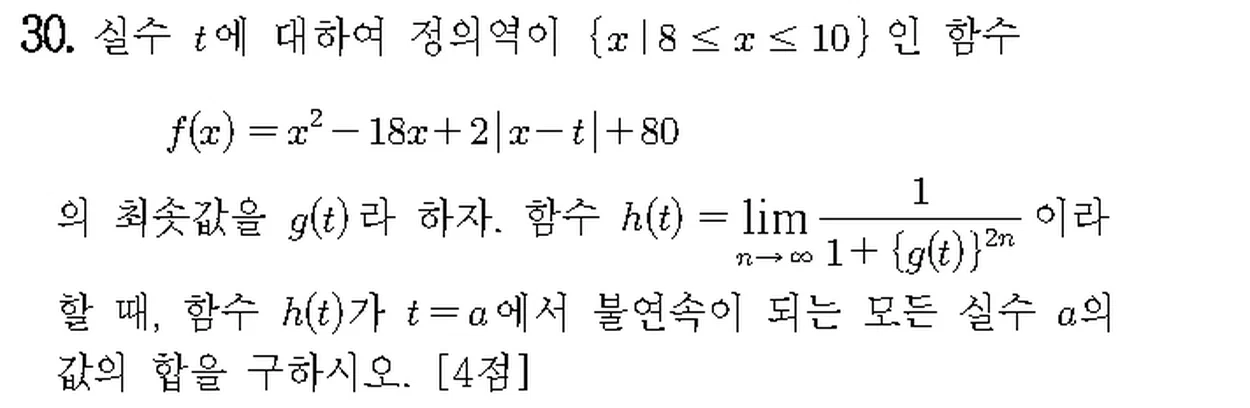 30. 실수 t에 대하여 정의역이 {x | 8 ≤ x ≤ 10} 인 함수
f(x) = x² − 18x + 2|x − t| + 80
의 최솟값을 g(t)라 하자. 함수 h(t) = lim_{n→∞} 1/(1 + {g(t)}^{2n}) 이라
할 때, 함수 h(t)가 t = a에서 불연속이 되는 모든 실수 a의
값의 합을 구하시오. [4점]